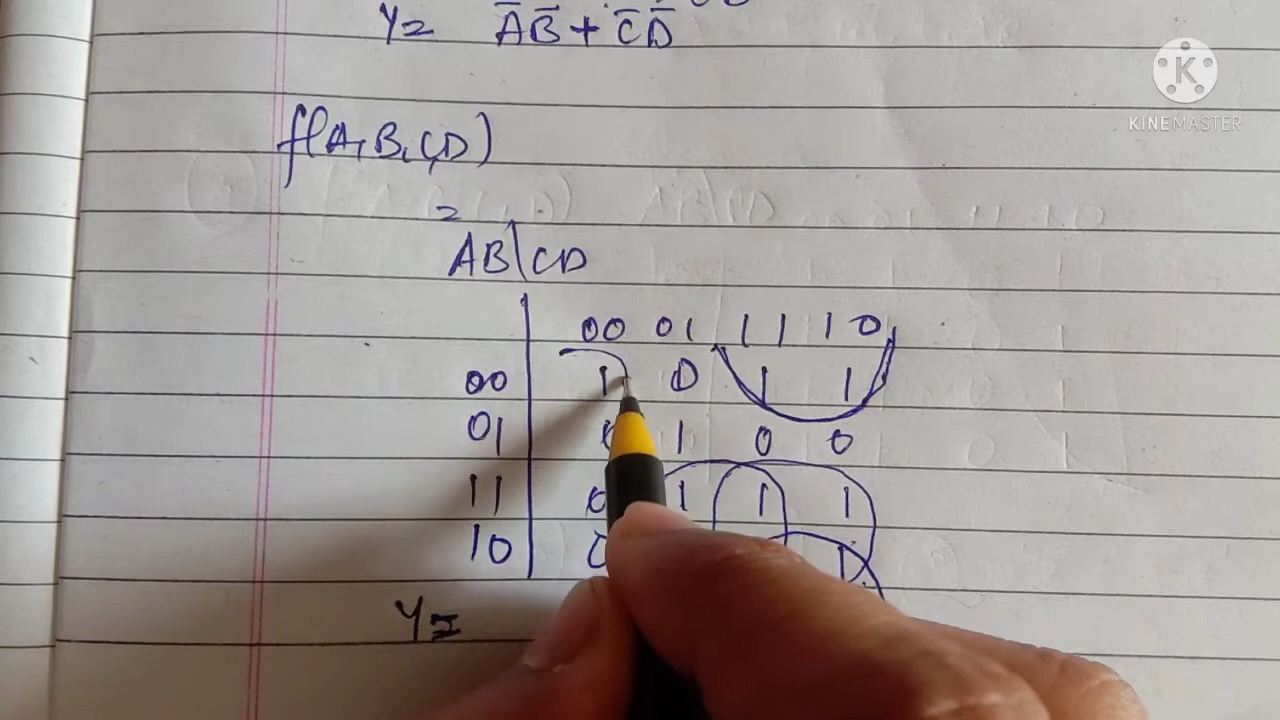 Y= A̅B̅ + C̅D̅
f(A,B,C,D)
=
AB\CD
00 01 11 10
00 1 0 1 1
01 1 0 0
11 0 1 1 1
10 0 1
Y=
KINEMASTER